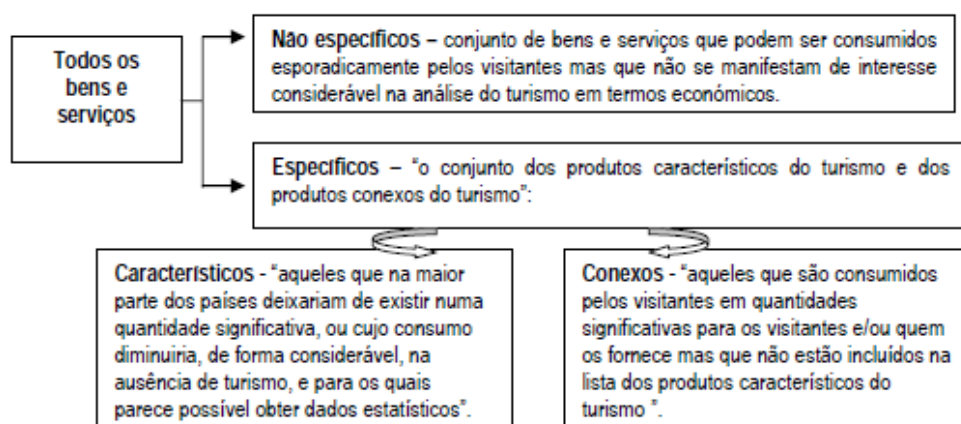 Todos os
bens e
serviços
Não específicos – conjunto de bens e serviços que podem ser consumidos
esporadicamente pelos visitantes mas que não se manifestam de interesse
considerável na análise do turismo em termos económicos.
Específicos – “o conjunto dos produtos característicos do turismo e dos
produtos conexos do turismo”:
Característicos - “aqueles que na maior
parte dos países deixariam de existir numa
quantidade significativa, ou cujo consumo
diminuiria, de forma considerável, na
ausência de turismo, e para os quais
parece possível obter dados estatísticos”.
Conexos - “aqueles que são consumidos
pelos visitantes em quantidades
significativas para os visitantes e/ou quem
os fornece mas que não estão incluídos na
lista dos produtos característicos do
turismo ”.